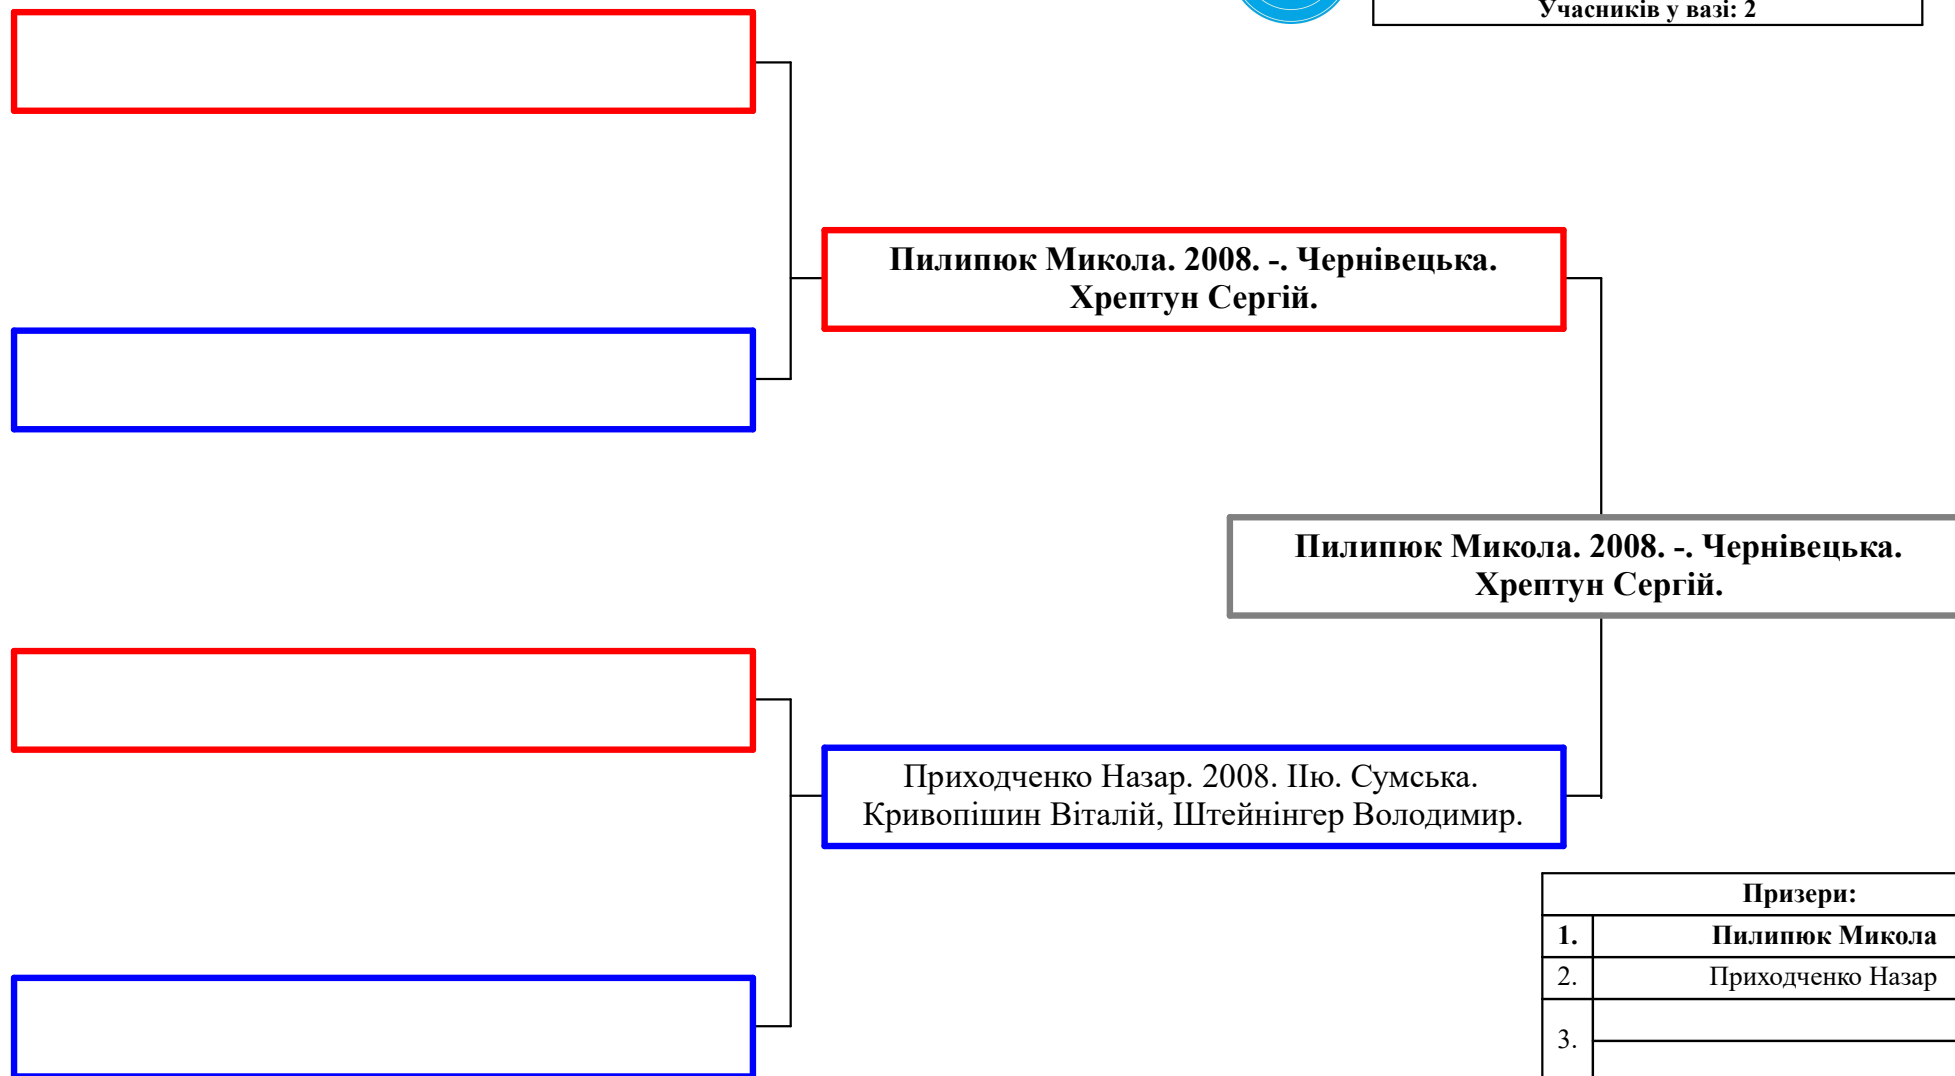 Учасників у вазі: 2
Пилипюк Микола. 2008. -. Чернівецька.
Хрептун Сергій.
Пилипюк Микола. 2008. -. Чернівецька.
Хрептун Сергій.
Приходченко Назар. 2008. ІІю. Сумська.
Кривопішин Віталій, Штейнінгер Володимир.
Призери:
1. Пилипюк Микола
2. Приходченко Назар
3.